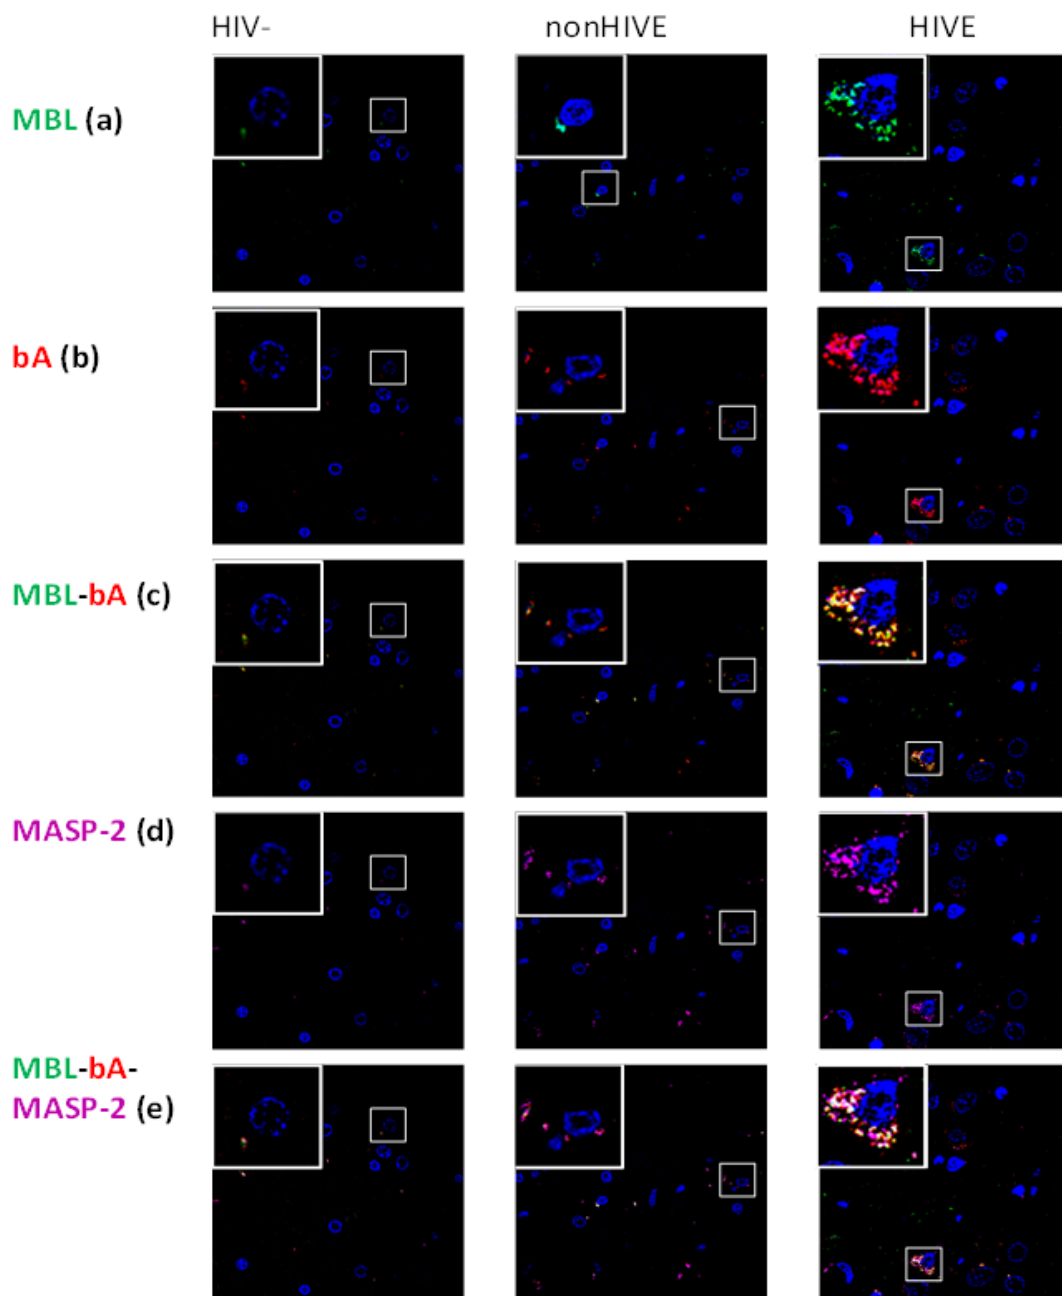 HIV- nonHIVE HIVE
MBL (a)
bA (b)
MBL-bA (c)
MASP-2 (d)
MBL-bA-
MASP-2 (e)